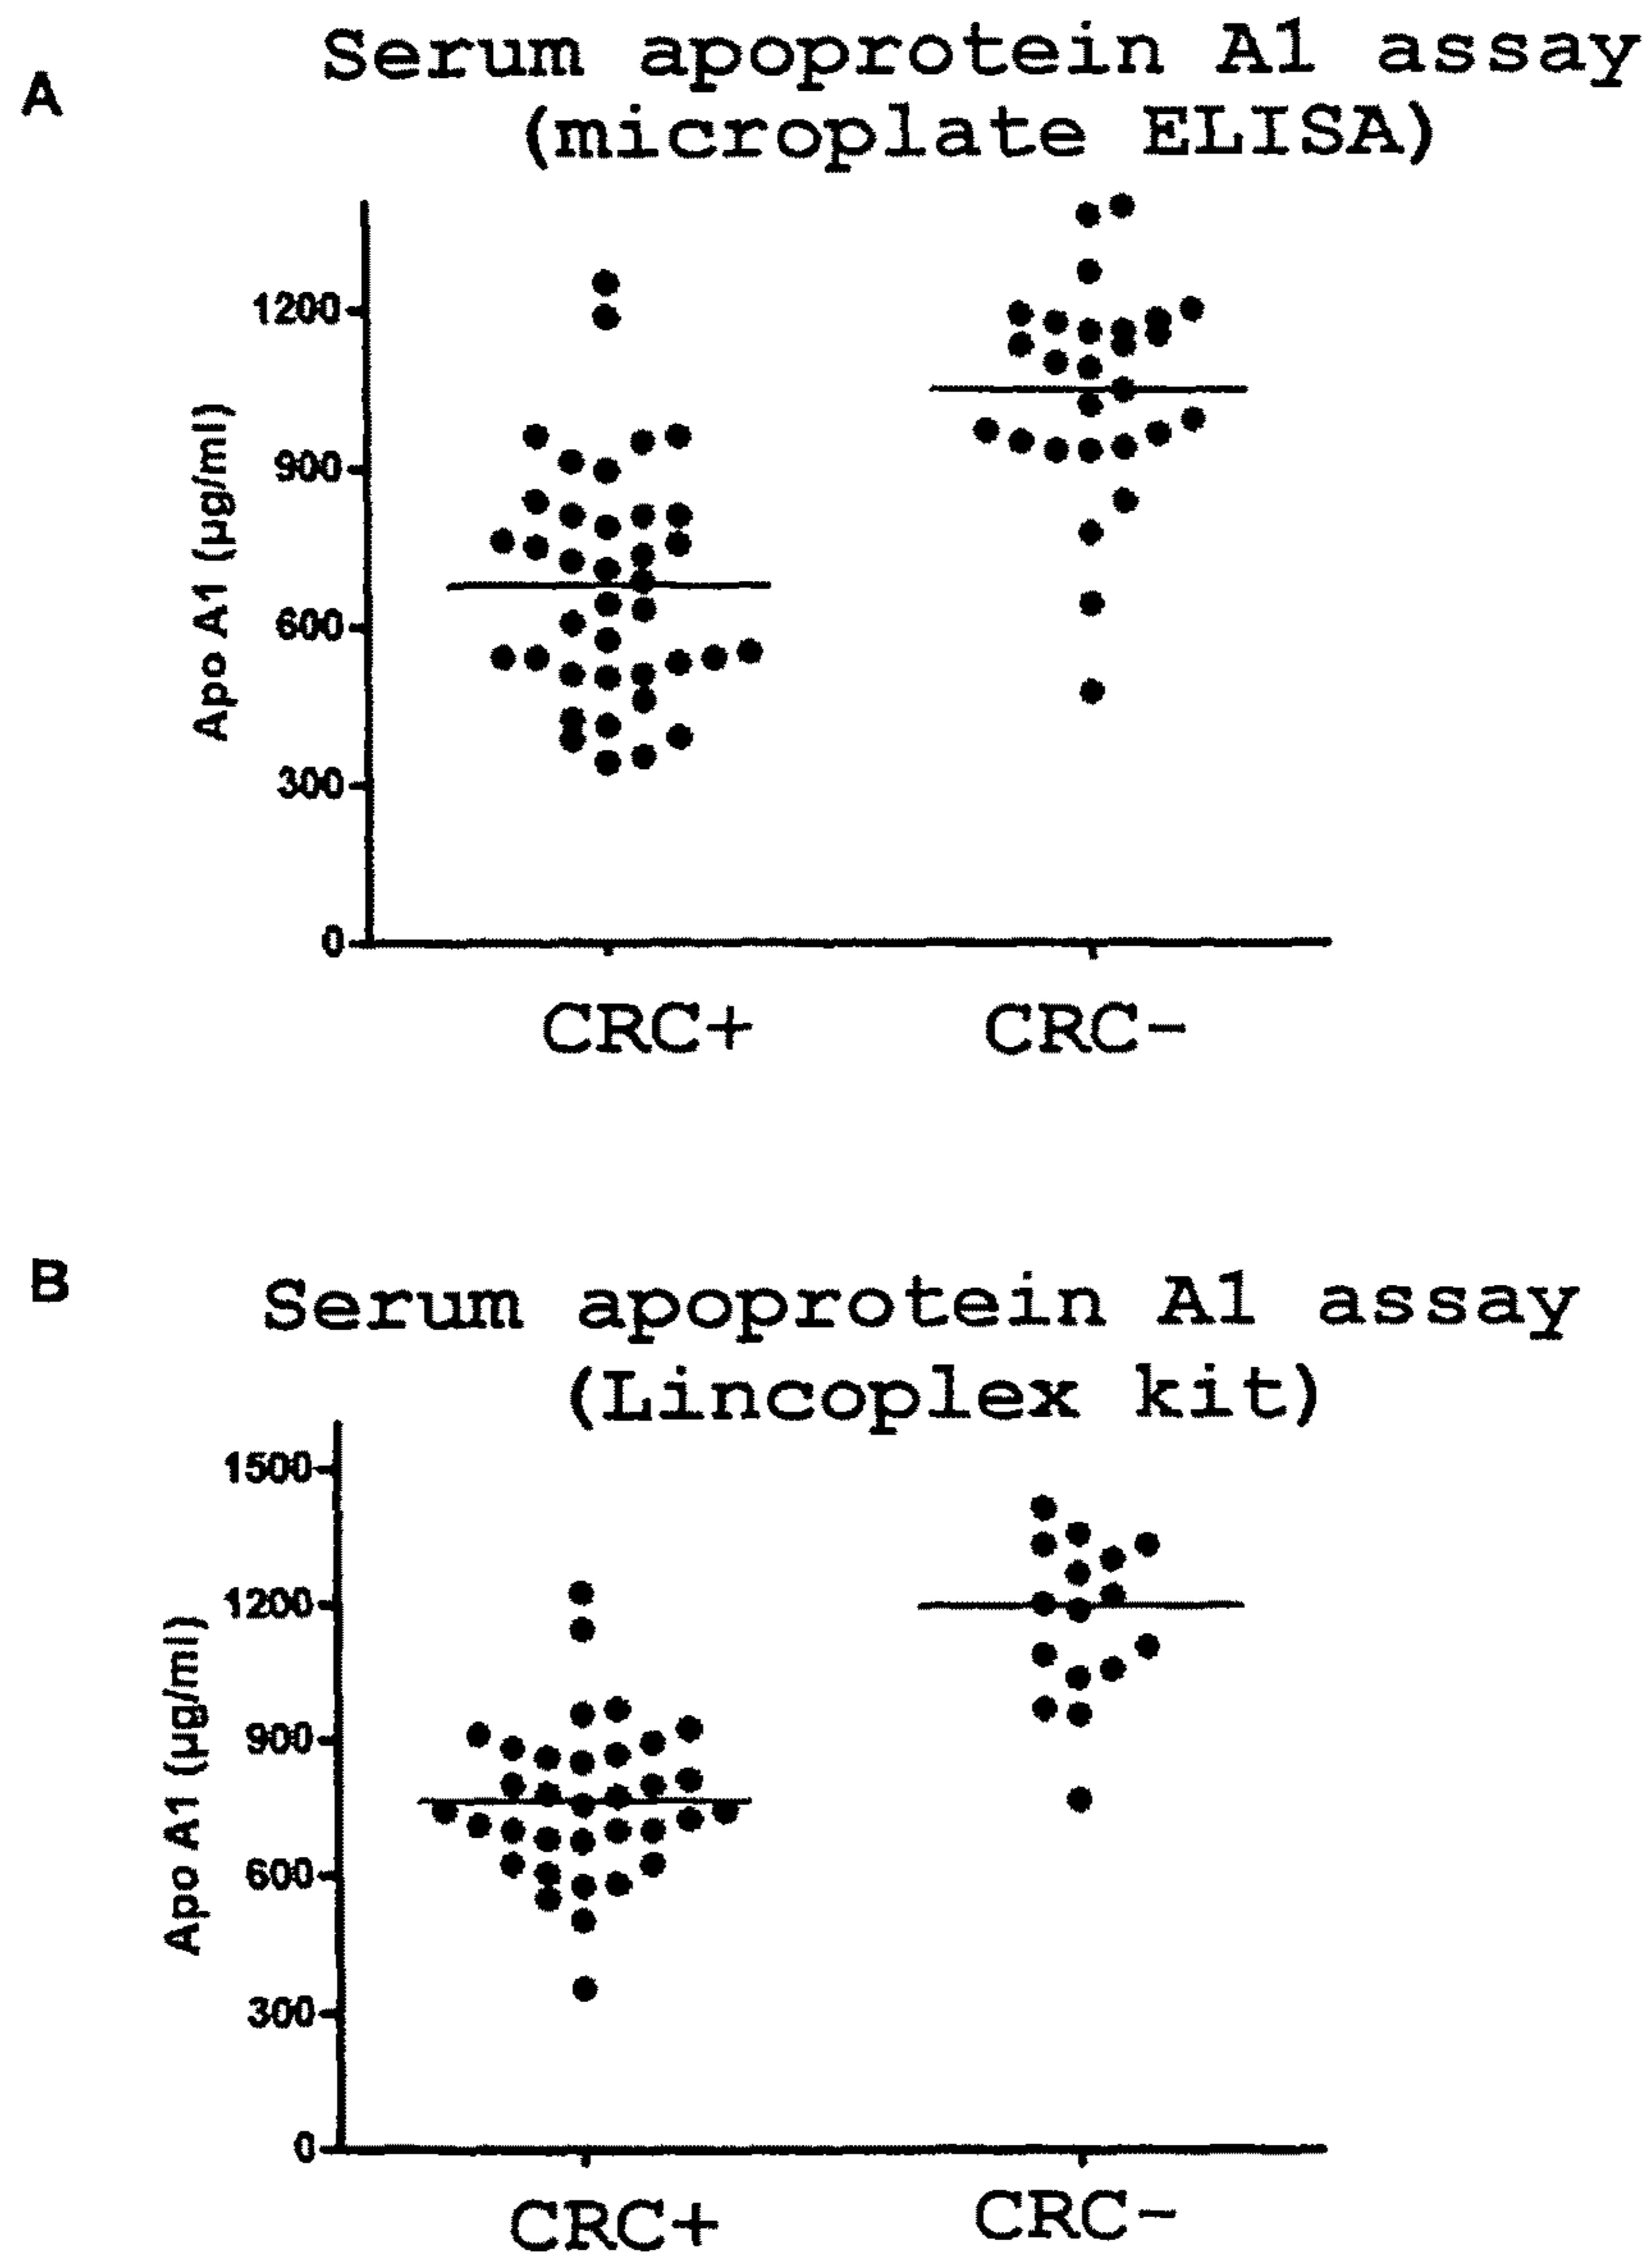 A
Serum apoprotein A1 assay
(microplate ELISA)
1200
900
600
300
0
Apo A1 (µg/ml)
CRC+
CRC-
B
Serum apoprotein A1 assay
(Lincoplex kit)
1500
1200
900
600
300
0
Apo A1 (µg/ml)
CRC+
CRC-